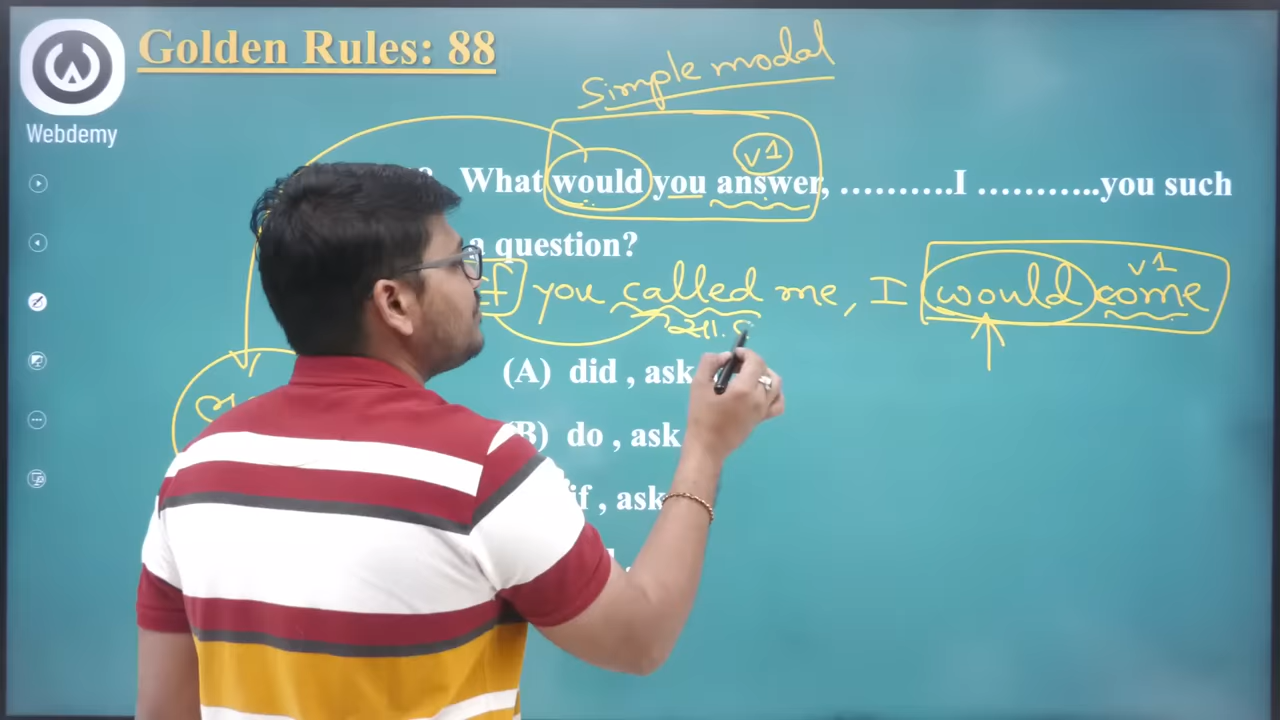 Golden Rules: 88
Webdemy
Simple modal
v1
What would you answer, ..........I ...........you such
a question?
If you called me, I would come
v1
(A) did , ask
(B) do , ask
if , ask